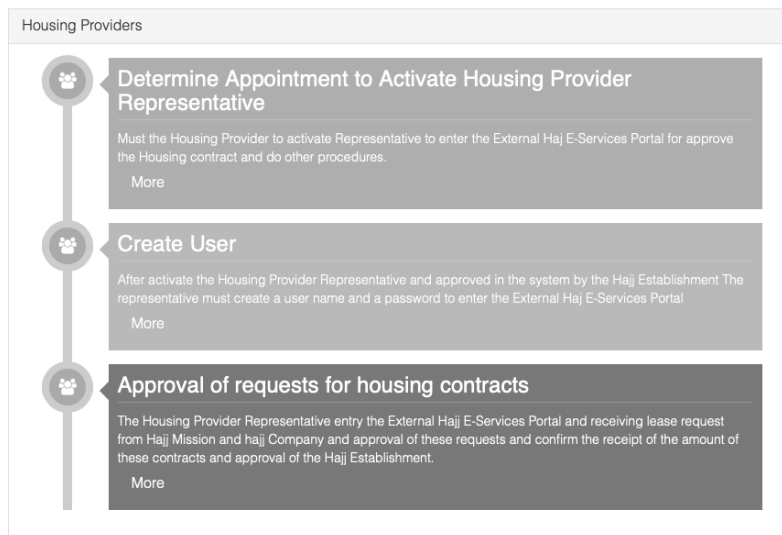 Housing Providers
Determine Appointment to Activate Housing Provider
Representative
Must the Housing Provider to activate Representative to enter the External Haj E-Services Portal for approve
the Housing contract and do other procedures.
More
Create User
After activate the Housing Provider Representative and approved in the system by the Hajj Establishment The
representative must create a user name and a password to enter the External Haj E-Services Portal
More
Approval of requests for housing contracts
The Housing Provider Representative entry the External Hajj E-Services Portal and receiving lease request
from Hajj Mission and hajj Company and approval of these requests and confirm the receipt of the amount of
these contracts and approval of the Hajj Establishment.
More